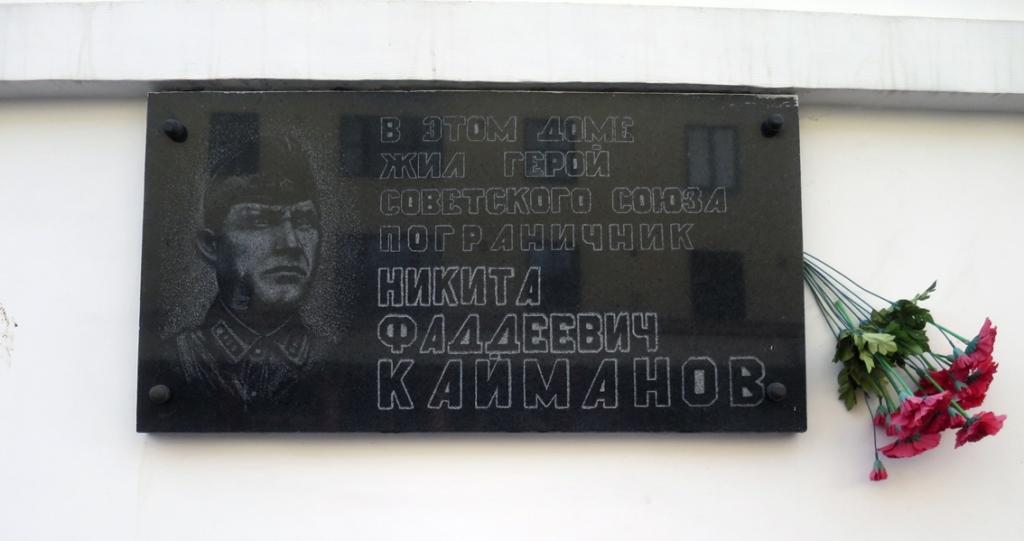 В ЭТОМ ДОМЕ
ЖИЛ ГЕРОЙ
СОВЕТСКОГО СОЮЗА
ПОГРАНИЧНИК
НИКИТА
ФАДДЕЕВИЧ
КАЙМАНОВ